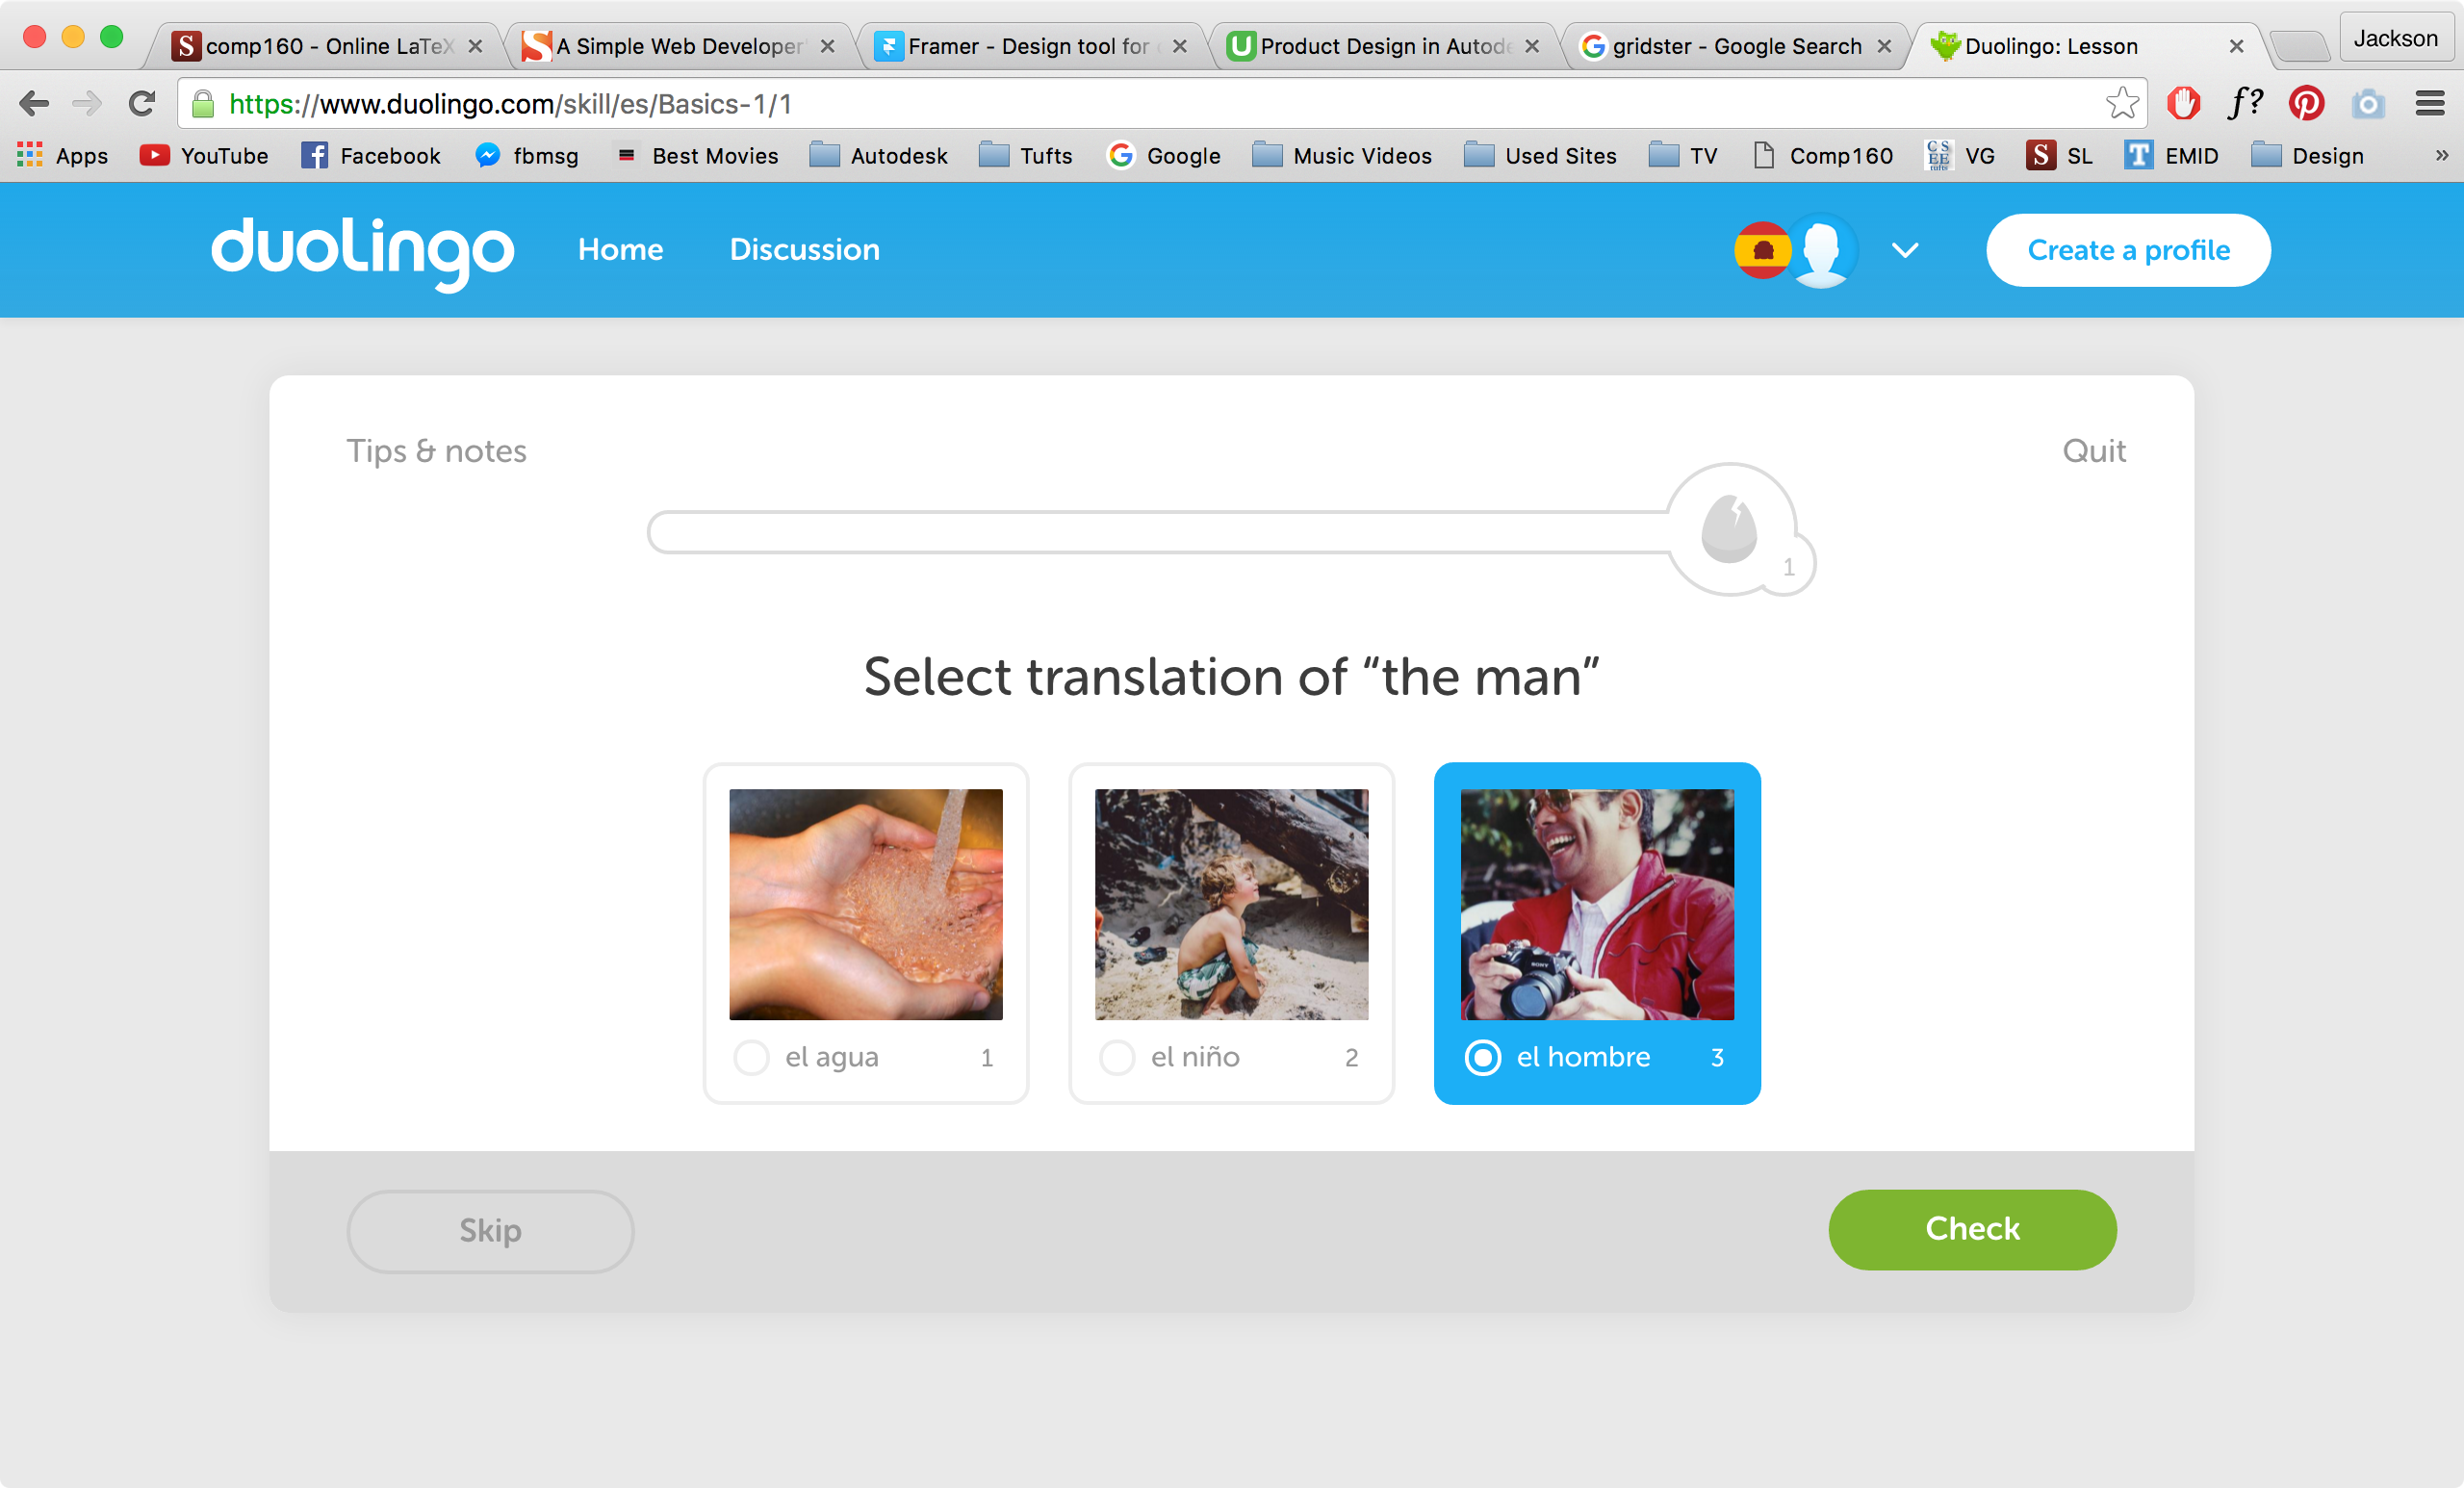 comp160 - Online LaTeX
A Simple Web Developer'
Framer - Design tool for
Product Design in Autode
gridster - Google Search
Duolingo: Lesson
Jackson
https://www.duolingo.com/skill/es/Basics-1/1
f?
Apps YouTube Facebook fbmsg Best Movies Autodesk Tufts Google Music Videos Used Sites TV Comp160 VG SL EMID Design »
duolingo Home Discussion Create a profile
Tips & notes Quit
1
Select translation of “the man”
SONY
el agua 1 el niño 2 el hombre 3
Skip Check